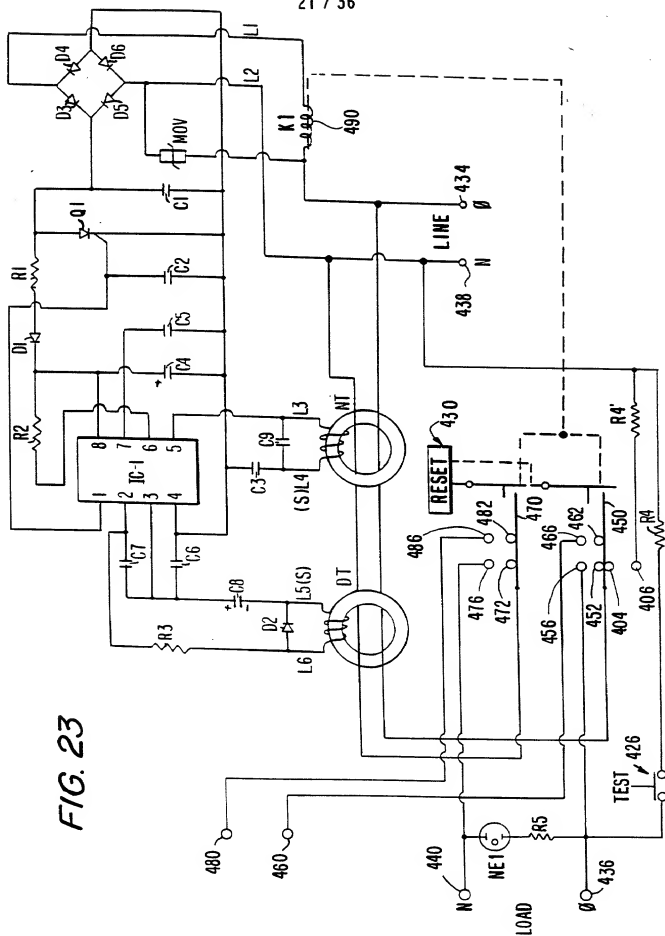 21 / 36
FIG. 23
D4
D6
D3
D5
L1
L2
MOV
K1
490
C1
Q1
R1
C2
D1
C5
C4
R2
8
7
6
5
IC-1
1
2
3
4
C7
C6
C3
C9
L3
(S)L4
NT
R3
C8
D2
L5(S)
L6
DT
434
Ø
LINE
N
438
RESET
430
486
482
470
476
472
466
462
450
456
452
404
406
R4'
R4
TEST
426
480
460
440
N
NE1
R5
Ø
436
LOAD